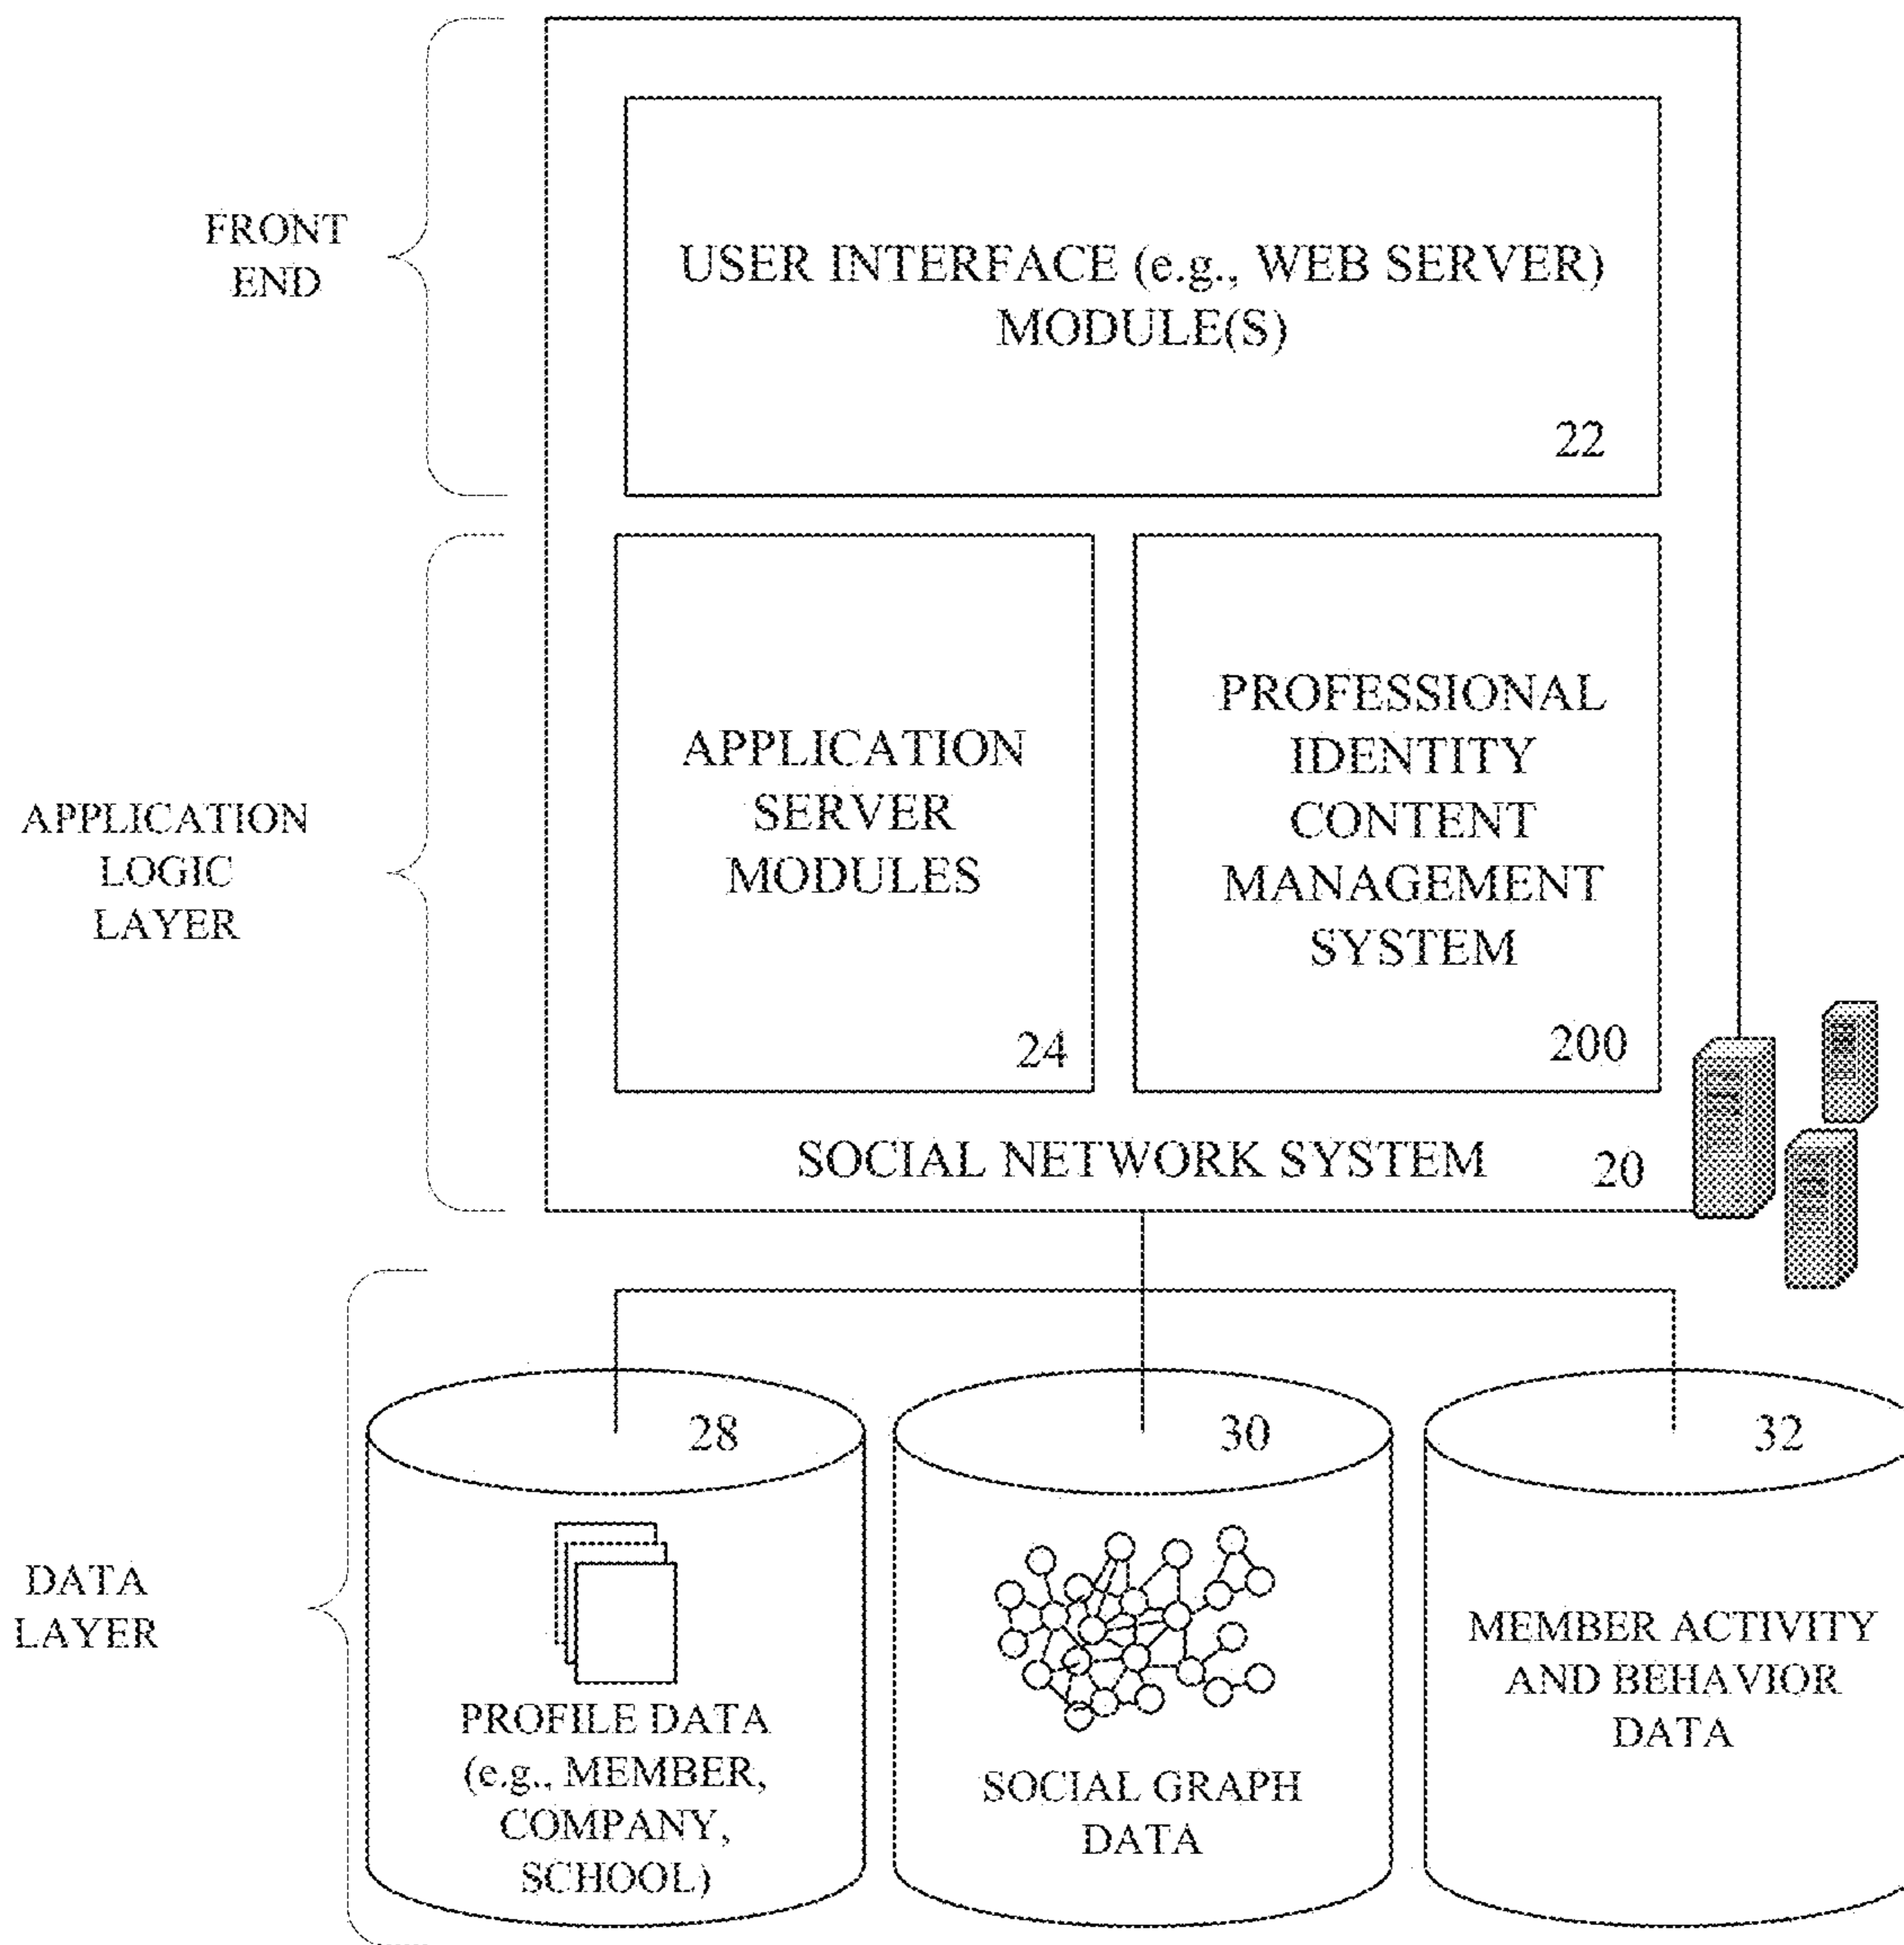 FRONT
END
USER INTERFACE (e.g., WEB SERVER)
MODULE(S)
22
APPLICATION
LOGIC
LAYER
APPLICATION
SERVER
MODULES
24
PROFESSIONAL
IDENTITY
CONTENT
MANAGEMENT
SYSTEM
200
SOCIAL NETWORK SYSTEM
20
DATA
LAYER
28
PROFILE DATA
(e.g., MEMBER,
COMPANY,
SCHOOL)
30
SOCIAL GRAPH
DATA
32
MEMBER ACTIVITY
AND BEHAVIOR
DATA